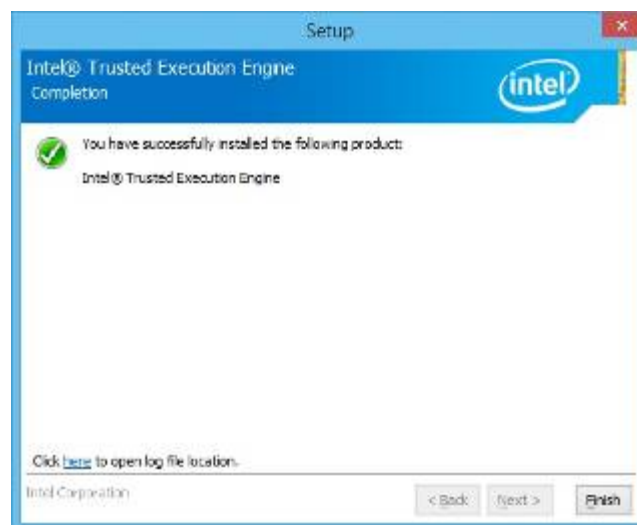 Setup
Intel® Trusted Execution Engine
Completion
intel
You have successfully installed the following product:
Intel® Trusted Execution Engine
Click here to open log file location.
Intel Corporation
< Back Next > Finish